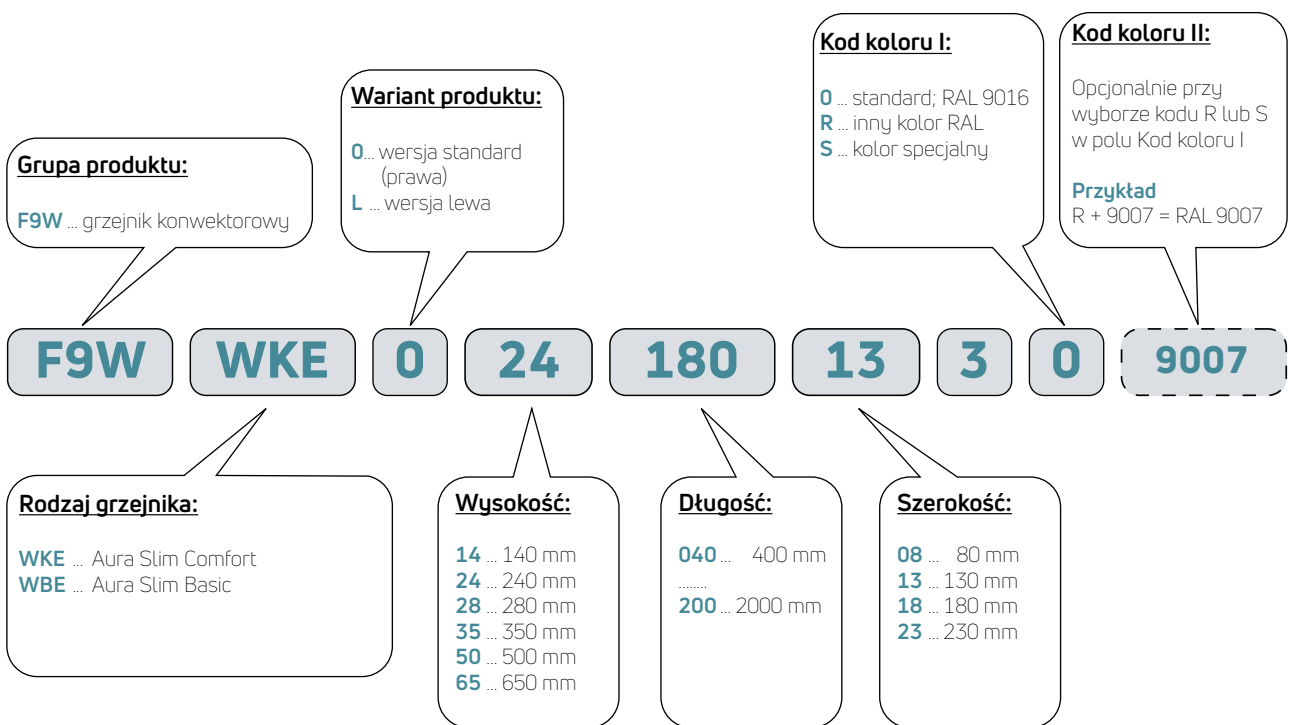 Grupa produktu:
F9W ... grzejnik konwektorowy
Wariant produktu:
0... wersja standard
(prawa)
L ... wersja lewa
Kod koloru I:
0 ... standard; RAL 9016
R ... inny kolor RAL
S ... kolor specjalny
Kod koloru II:
Opcjonalnie przy
wyborze kodu R lub S
w polu Kod koloru I
Przykład
R + 9007 = RAL 9007
F9W WKE 0 24 180 13 3 0 9007
Rodzaj grzejnika:
WKE ... Aura Slim Comfort
WBE ... Aura Slim Basic
Wysokość:
14 ... 140 mm
24 ... 240 mm
28 ... 280 mm
35 ... 350 mm
50 ... 500 mm
65 ... 650 mm
Długość:
040 ... 400 mm
........
200 ... 2000 mm
Szerokość:
08 ... 80 mm
13 ... 130 mm
18 ... 180 mm
23 ... 230 mm